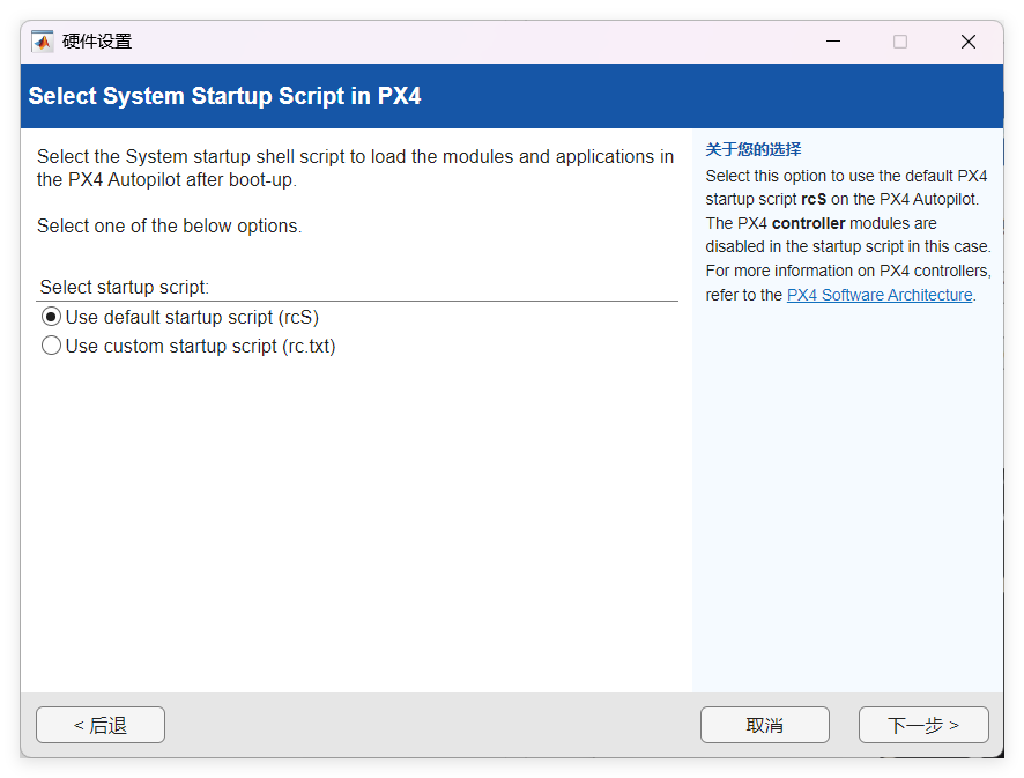 硬件设置
Select System Startup Script in PX4
Select the System startup shell script to load the modules and applications in
the PX4 Autopilot after boot-up.
Select one of the below options.
Select startup script:
Use default startup script (rcS)
Use custom startup script (rc.txt)
关于您的选择
Select this option to use the default PX4
startup script rcS on the PX4 Autopilot.
The PX4 controller modules are
disabled in the startup script in this case.
For more information on PX4 controllers,
refer to the PX4 Software Architecture.
< 后退
取消
下一步 >